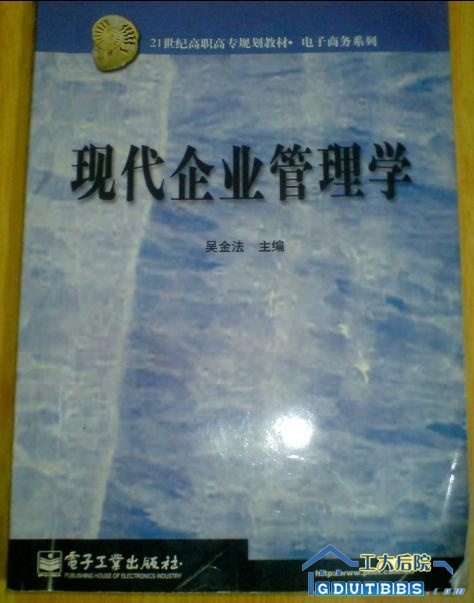 21世纪高职高专规划教材·电子商务系列
现代企业管理学
吴金法 主编
电子工业出版社
PUBLISHING HOUSE OF ELECTRONICS INDUSTRY
工大后院
GDUTBBS